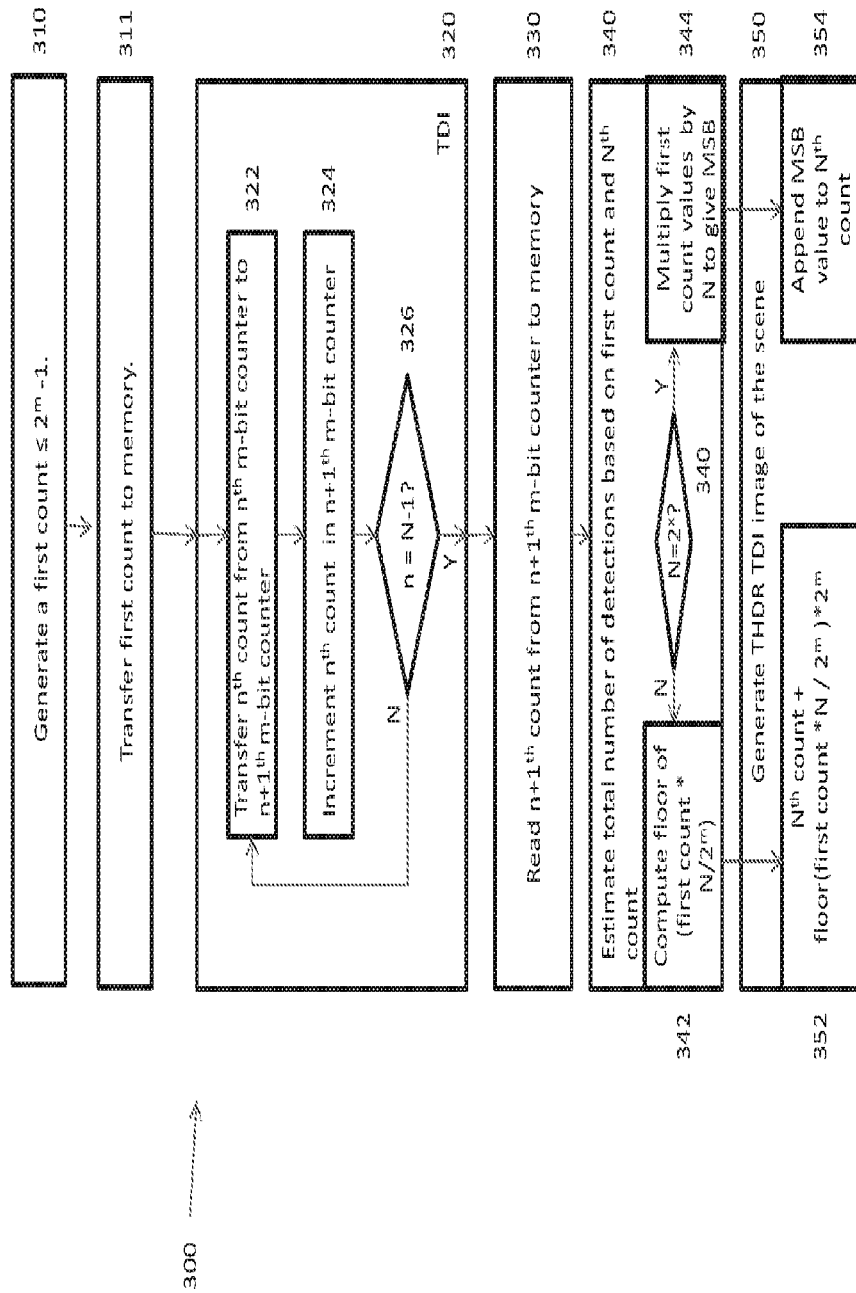 300
Generate a first count ≤ 2ᵐ -1.
310
Transfer first count to memory.
311
Transfer nᵗʰ count from nᵗʰ m-bit counter to
n+1ᵗʰ m-bit counter
322
Increment nᵗʰ count in n+1ᵗʰ m-bit counter
324
n = N-1?
326
N
Y
TDI
320
Read n+1ᵗʰ count from n+1ᵗʰ m-bit counter to memory
330
Estimate total number of detections based on first count and Nᵗʰ
count
340
N=2ˣ?
340
N
Y
342
Compute floor of
(first count *
N/2ᵐ)
Multiply first
count values by
N to give MSB
344
Generate THDR TDI image of the scene
350
352
Nᵗʰ count +
floor(first count *N / 2ᵐ )*2ᵐ
Append MSB
value to Nᵗʰ
count
354